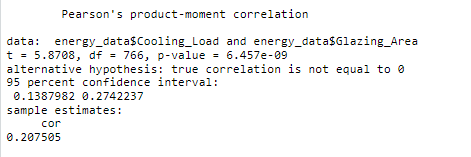 Pearson's product-moment correlation
data:  energy_data$Cooling_Load and energy_data$Glazing_Area
t = 5.8708, df = 766, p-value = 6.457e-09
alternative hypothesis: true correlation is not equal to 0
95 percent confidence interval:
0.1387982 0.2742237
sample estimates:
cor
0.207505